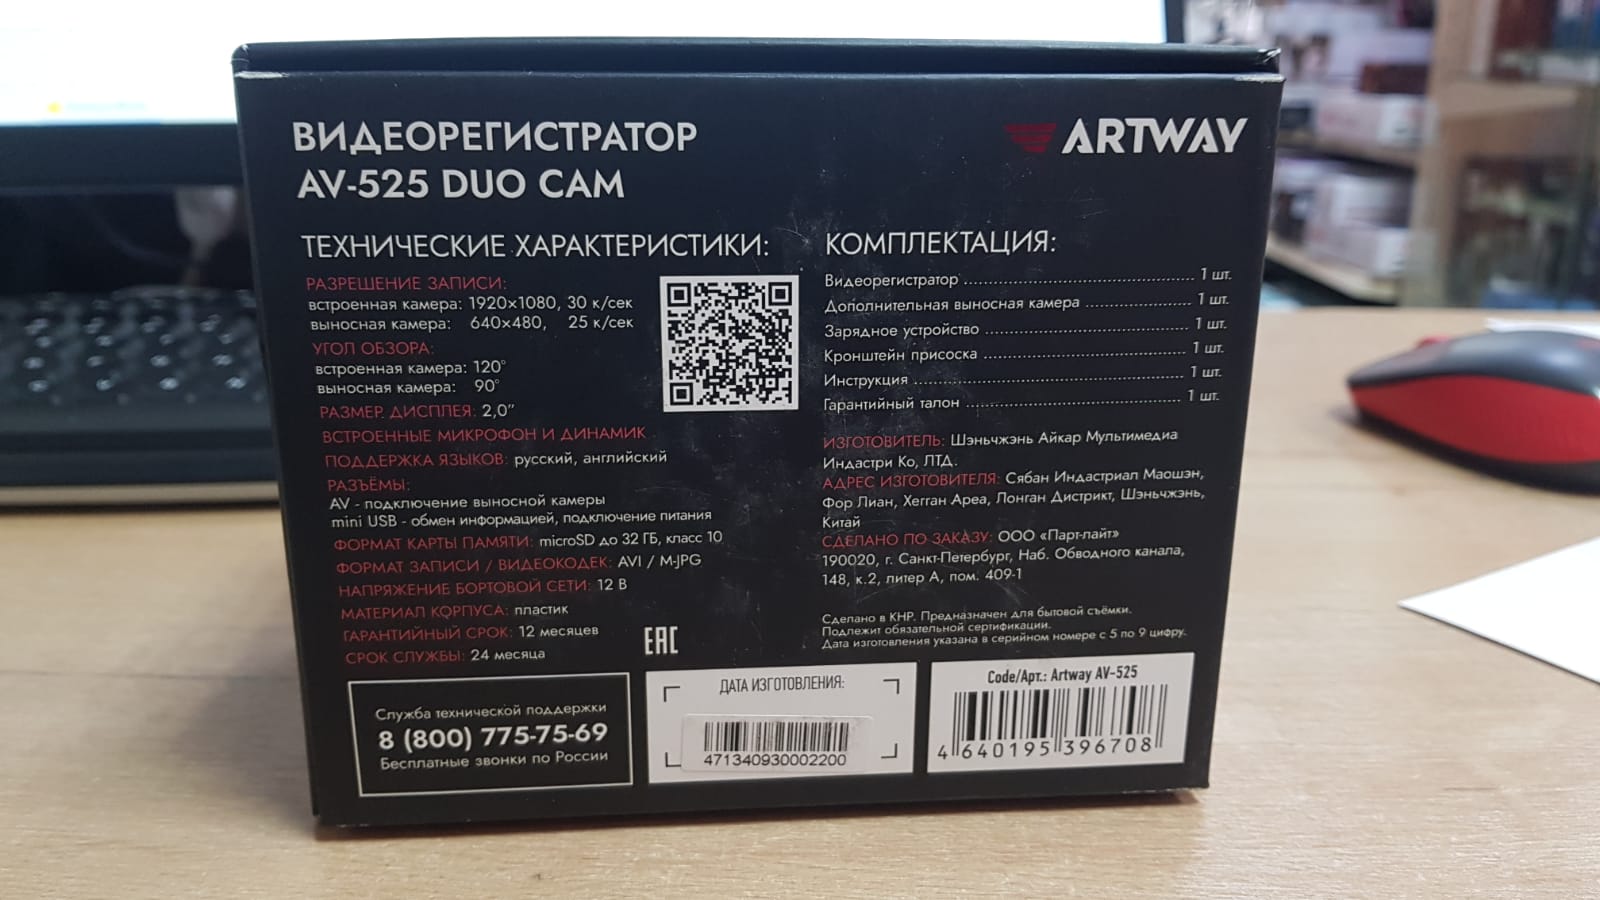 ВИДЕОРЕГИСТРАТОР
AV-525 DUO CAM
ARTWAY
ТЕХНИЧЕСКИЕ ХАРАКТЕРИСТИКИ:
РАЗРЕШЕНИЕ ЗАПИСИ:
встроенная камера: 1920×1080, 30 к/сек
выносная камера: 640×480, 25 к/сек
УГОЛ ОБЗОРА:
встроенная камера: 120°
выносная камера: 90°
РАЗМЕР ДИСПЛЕЯ: 2,0"
ВСТРОЕННЫЕ МИКРОФОН И ДИНАМИК
ПОДДЕРЖКА ЯЗЫКОВ: русский, английский
РАЗЪЁМЫ:
AV - подключение выносной камеры
mini USB - обмен информацией, подключение питания
ФОРМАТ КАРТЫ ПАМЯТИ: microSD до 32 ГБ, класс 10
ФОРМАТ ЗАПИСИ / ВИДЕОКОДЕК: AVI / M-JPG
НАПРЯЖЕНИЕ БОРТОВОЙ СЕТИ: 12 В
МАТЕРИАЛ КОРПУСА: пластик
ГАРАНТИЙНЫЙ СРОК: 12 месяцев
СРОК СЛУЖБЫ: 24 месяца
EAC
КОМПЛЕКТАЦИЯ:
Видеорегистратор ........ 1 шт.
Дополнительная выносная камера ........ 1 шт.
Зарядное устройство ........ 1 шт.
Кронштейн присоска ........ 1 шт.
Инструкция ........ 1 шт.
Гарантийный талон ........ 1 шт.
ИЗГОТОВИТЕЛЬ: Шэньчжэнь Айкар Мультимедиа
Индастри Ко, ЛТД.
АДРЕС ИЗГОТОВИТЕЛЯ: Сябан Индастриал Маошэн,
Фор Лиан, Хегган Ареа, Лонган Дистрикт, Шэньчжэнь,
Китай
СДЕЛАНО ПО ЗАКАЗУ: ООО «Парт-лайт»
190020, г. Санкт-Петербург, Наб. Обводного канала,
148, к.2, литер А, пом. 409-1
Сделано в КНР. Предназначен для бытовой съёмки.
Подлежит обязательной сертификации.
Дата изготовления указана в серийном номере с 5 по 9 цифру.
Служба технической поддержки
8 (800) 775-75-69
Бесплатные звонки по России
ДАТА ИЗГОТОВЛЕНИЯ:
471340930002200
Code/Арт.: Artway AV-525
4 640195 396708